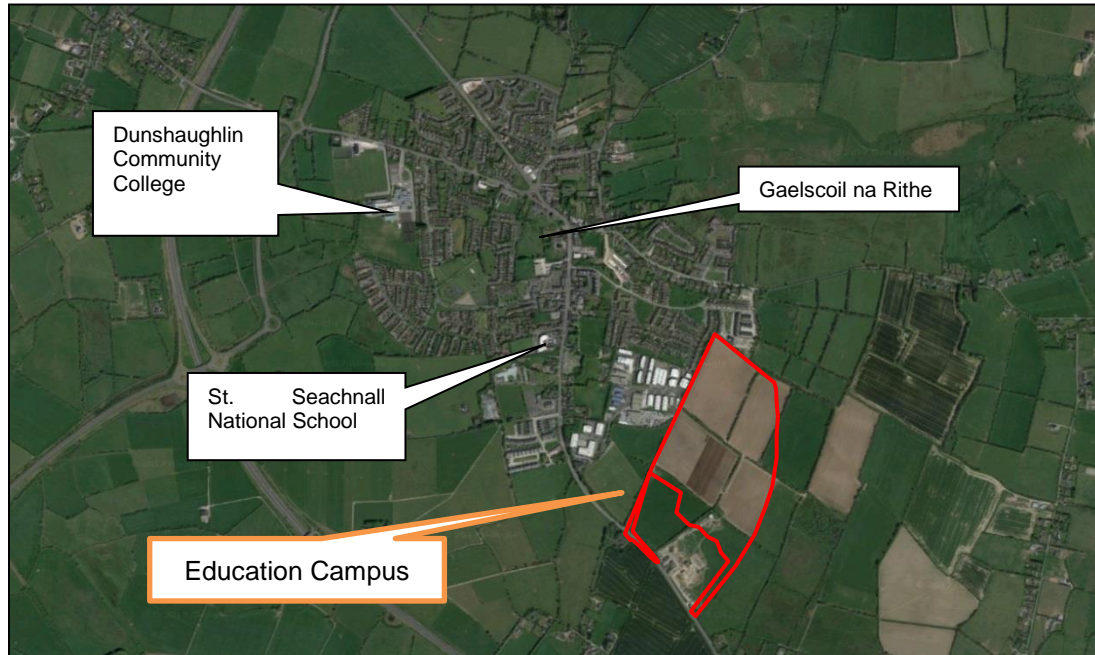 Dunshaughlin
Community
College
Gaelscoil na Rithe
St. Seachnall
National School
Education Campus